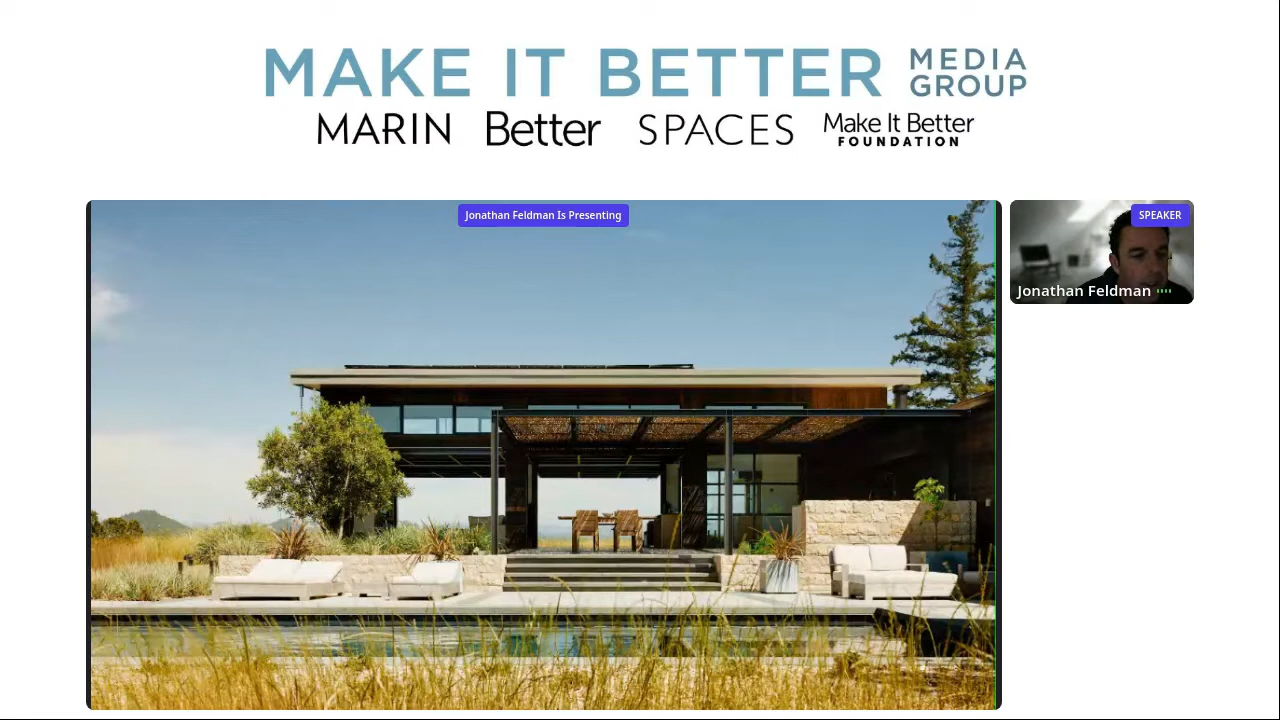 MAKE IT BETTER MEDIA GROUP
MARIN Better SPACES Make It Better FOUNDATION
Jonathan Feldman Is Presenting
SPEAKER
Jonathan Feldman